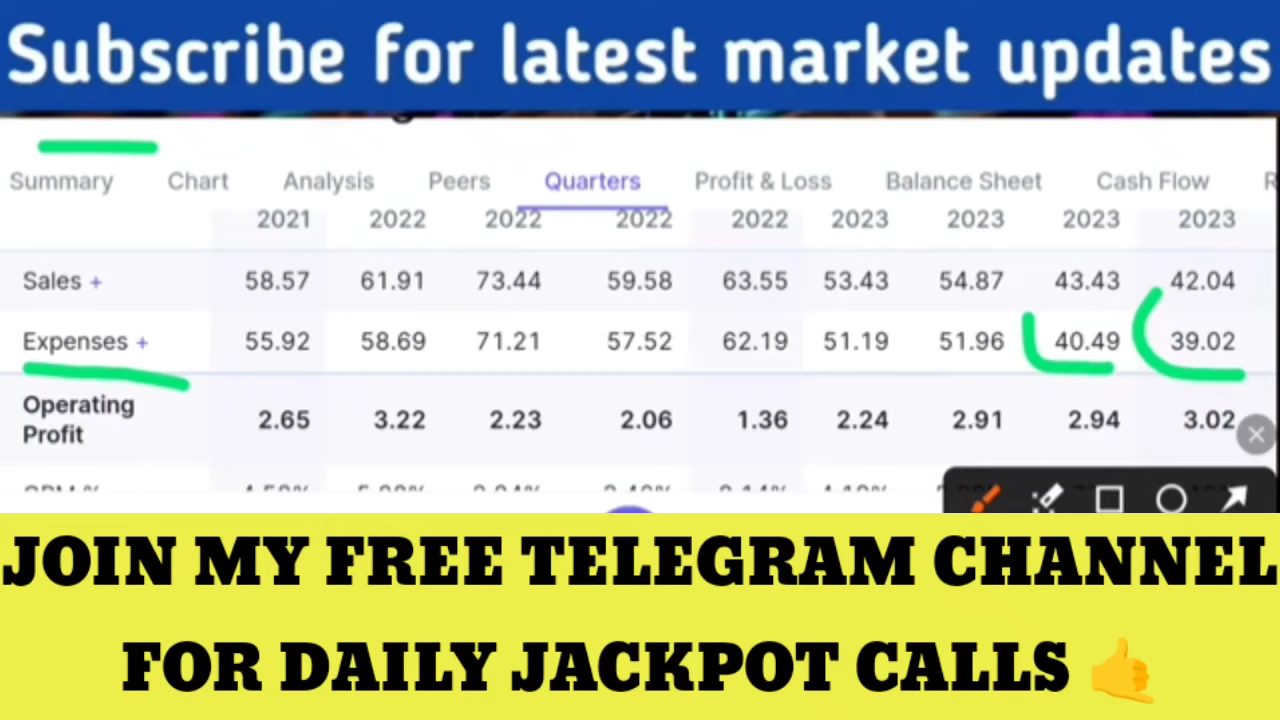 Subscribe for latest market updates
Summary Chart Analysis Peers Quarters Profit & Loss Balance Sheet Cash Flow R
2021 2022 2022 2022 2022 2023 2023 2023 2023
Sales + 58.57 61.91 73.44 59.58 63.55 53.43 54.87 43.43 42.04
Expenses + 55.92 58.69 71.21 57.52 62.19 51.19 51.96 40.49 39.02
Operating
Profit 2.65 3.22 2.23 2.06 1.36 2.24 2.91 2.94 3.02
JOIN MY FREE TELEGRAM CHANNEL
FOR DAILY JACKPOT CALLS 🤙